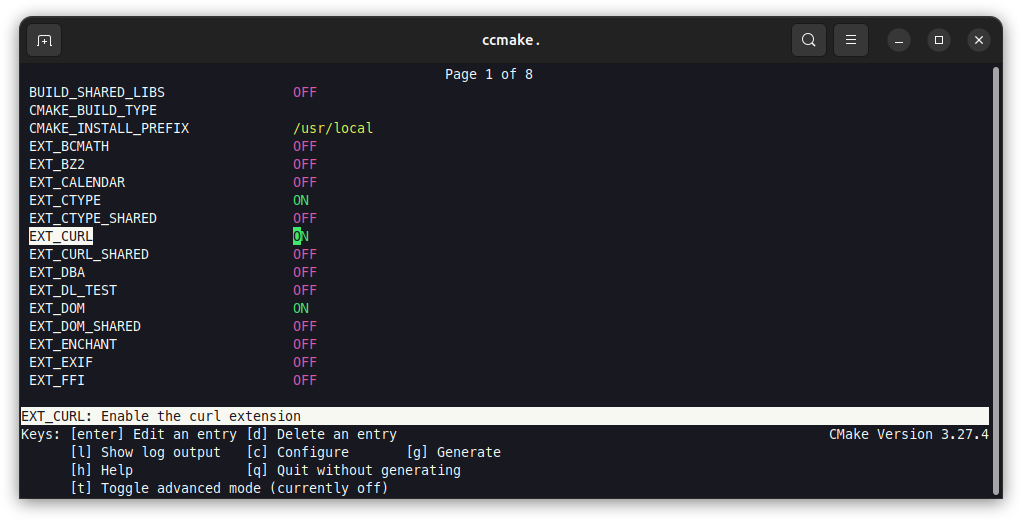 ccmake .
Page 1 of 8
BUILD_SHARED_LIBS OFF
CMAKE_BUILD_TYPE
CMAKE_INSTALL_PREFIX /usr/local
EXT_BCMATH OFF
EXT_BZ2 OFF
EXT_CALENDAR OFF
EXT_CTYPE ON
EXT_CTYPE_SHARED OFF
EXT_CURL ON
EXT_CURL_SHARED OFF
EXT_DBA OFF
EXT_DL_TEST OFF
EXT_DOM ON
EXT_DOM_SHARED OFF
EXT_ENCHANT OFF
EXT_EXIF OFF
EXT_FFI OFF
EXT_CURL: Enable the curl extension
Keys: [enter] Edit an entry [d] Delete an entry CMake Version 3.27.4
[l] Show log output [c] Configure [g] Generate
[h] Help [q] Quit without generating
[t] Toggle advanced mode (currently off)